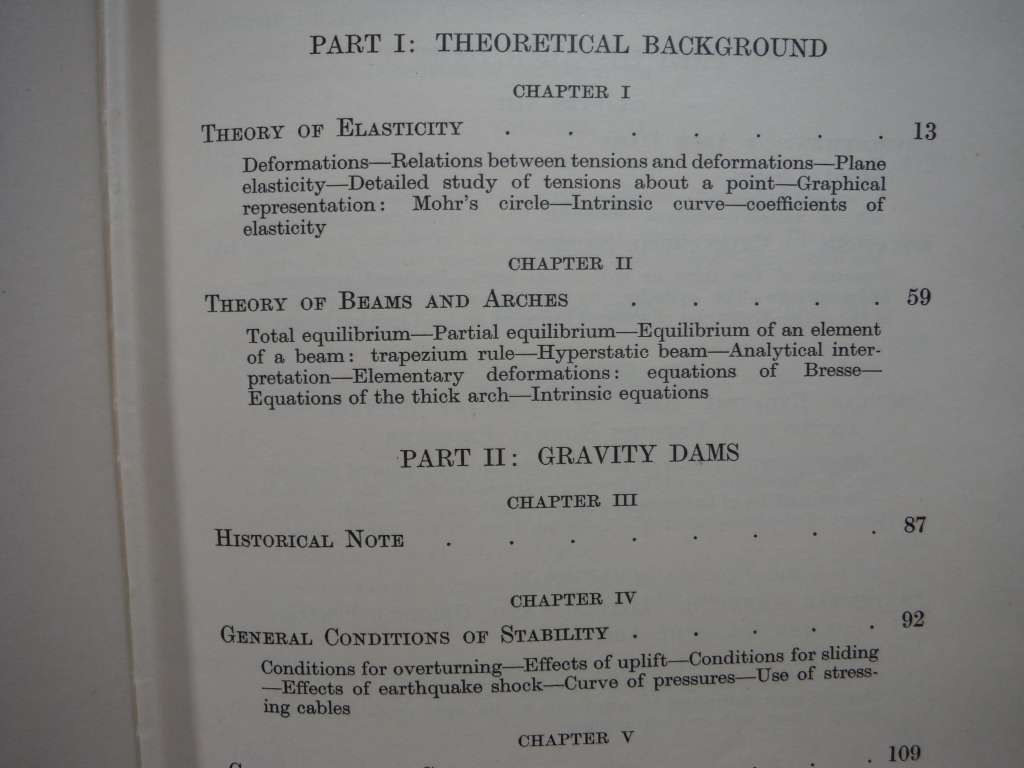 PART I: THEORETICAL BACKGROUND
CHAPTER I
THEORY OF ELASTICITY . . . . . . . 13
Deformations—Relations between tensions and deformations—Plane
elasticity—Detailed study of tensions about a point—Graphical
representation: Mohr's circle—Intrinsic curve—coefficients of
elasticity
CHAPTER II
THEORY OF BEAMS AND ARCHES . . . . . 59
Total equilibrium—Partial equilibrium—Equilibrium of an element
of a beam: trapezium rule—Hyperstatic beam—Analytical inter-
pretation—Elementary deformations: equations of Bresse—
Equations of the thick arch—Intrinsic equations
PART II: GRAVITY DAMS
CHAPTER III
HISTORICAL NOTE . . . . . . . . 87
CHAPTER IV
GENERAL CONDITIONS OF STABILITY . . . . . 92
Conditions for overturning—Effects of uplift—Conditions for sliding
—Effects of earthquake shock—Curve of pressures—Use of stress-
ing cables
CHAPTER V
. 109